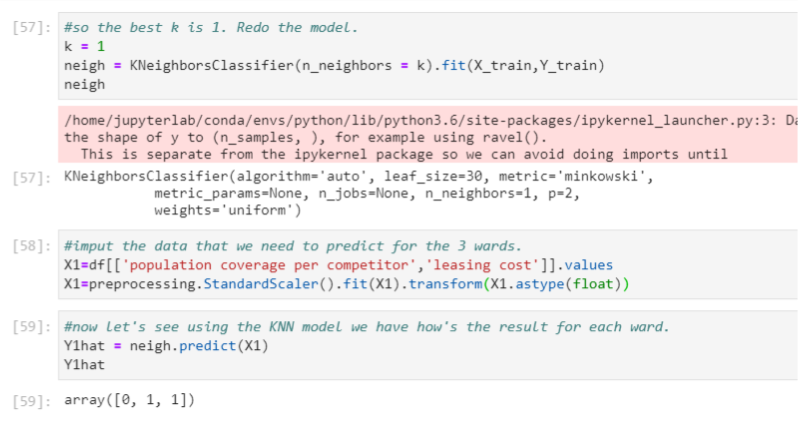 [57]: #so the best k is 1. Redo the model.
k = 1
neigh = KNeighborsClassifier(n_neighbors = k).fit(X_train,Y_train)
neigh
/home/jupyterlab/conda/envs/python/lib/python3.6/site-packages/ipykernel_launcher.py:3: Da
the shape of y to (n_samples, ), for example using ravel().
This is separate from the ipykernel package so we can avoid doing imports until
[57]: KNeighborsClassifier(algorithm='auto', leaf_size=30, metric='minkowski',
metric_params=None, n_jobs=None, n_neighbors=1, p=2,
weights='uniform')
[58]: #imput the data that we need to predict for the 3 wards.
X1=df[['population coverage per competitor','leasing cost']].values
X1=preprocessing.StandardScaler().fit(X1).transform(X1.astype(float))
[59]: #now let's see using the KNN model we have how's the result for each ward.
Y1hat = neigh.predict(X1)
Y1hat
[59]: array([0, 1, 1])